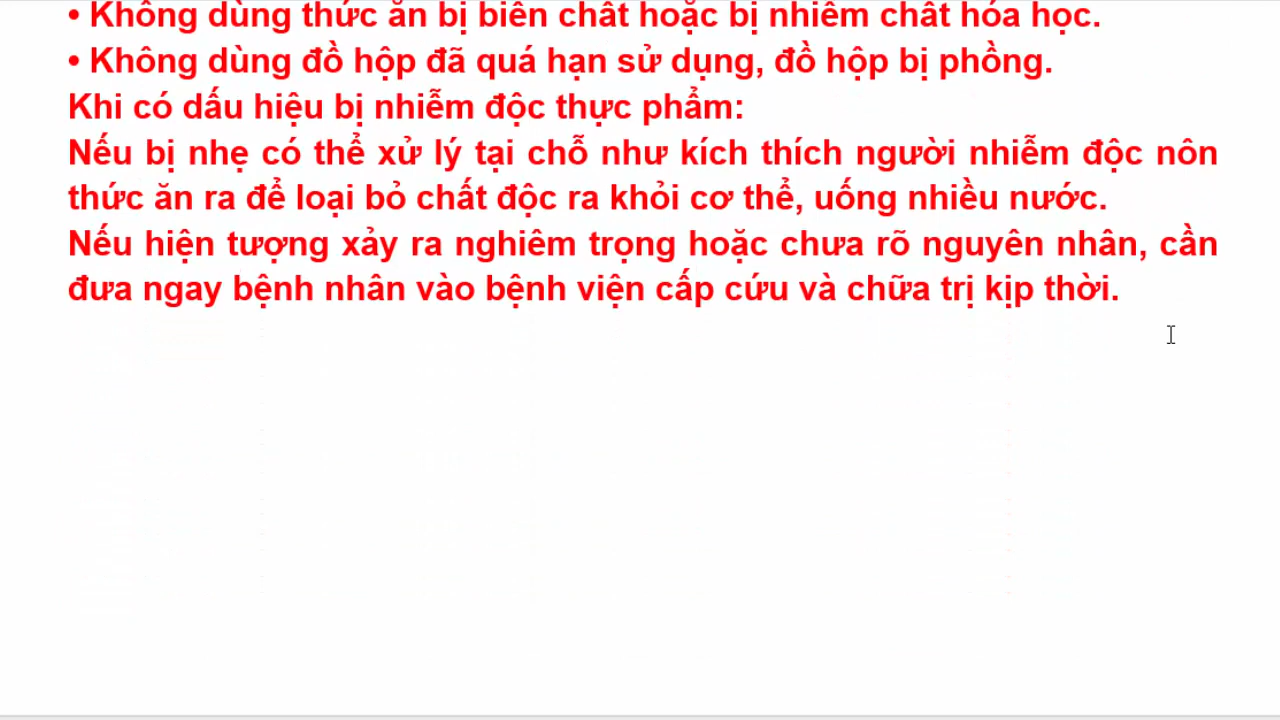 • Không dùng thức ăn bị biến chất hoặc bị nhiễm chất hóa học.
• Không dùng đồ hộp đã quá hạn sử dụng, đồ hộp bị phồng.
Khi có dấu hiệu bị nhiễm độc thực phẩm:
Nếu bị nhẹ có thể xử lý tại chỗ như kích thích người nhiễm độc nôn
thức ăn ra để loại bỏ chất độc ra khỏi cơ thể, uống nhiều nước.
Nếu hiện tượng xảy ra nghiêm trọng hoặc chưa rõ nguyên nhân, cần
đưa ngay bệnh nhân vào bệnh viện cấp cứu và chữa trị kịp thời.